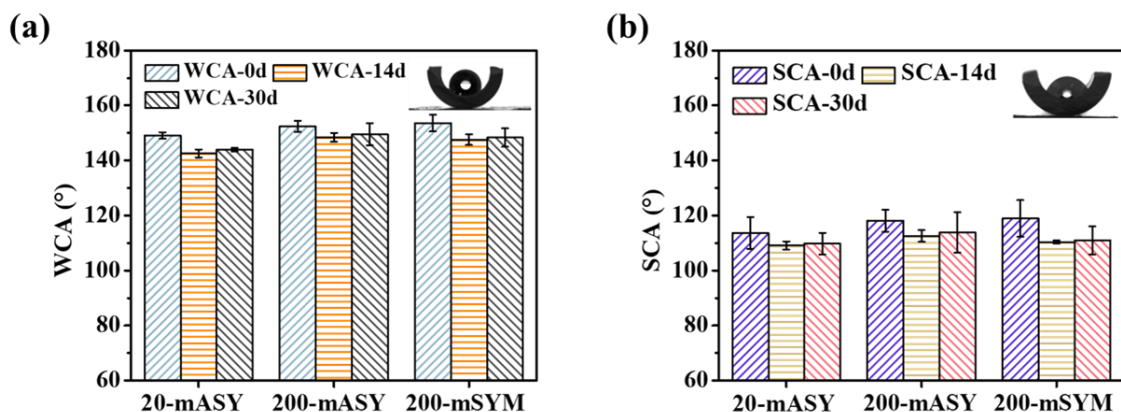 (a)
180
160
140
120
100
80
60
WCA (°)
WCA-0d WCA-14d
WCA-30d
20-mASY 200-mASY 200-mSYM
(b)
180
160
140
120
100
80
60
SCA (°)
SCA-0d SCA-14d
SCA-30d
20-mASY 200-mASY 200-mSYM